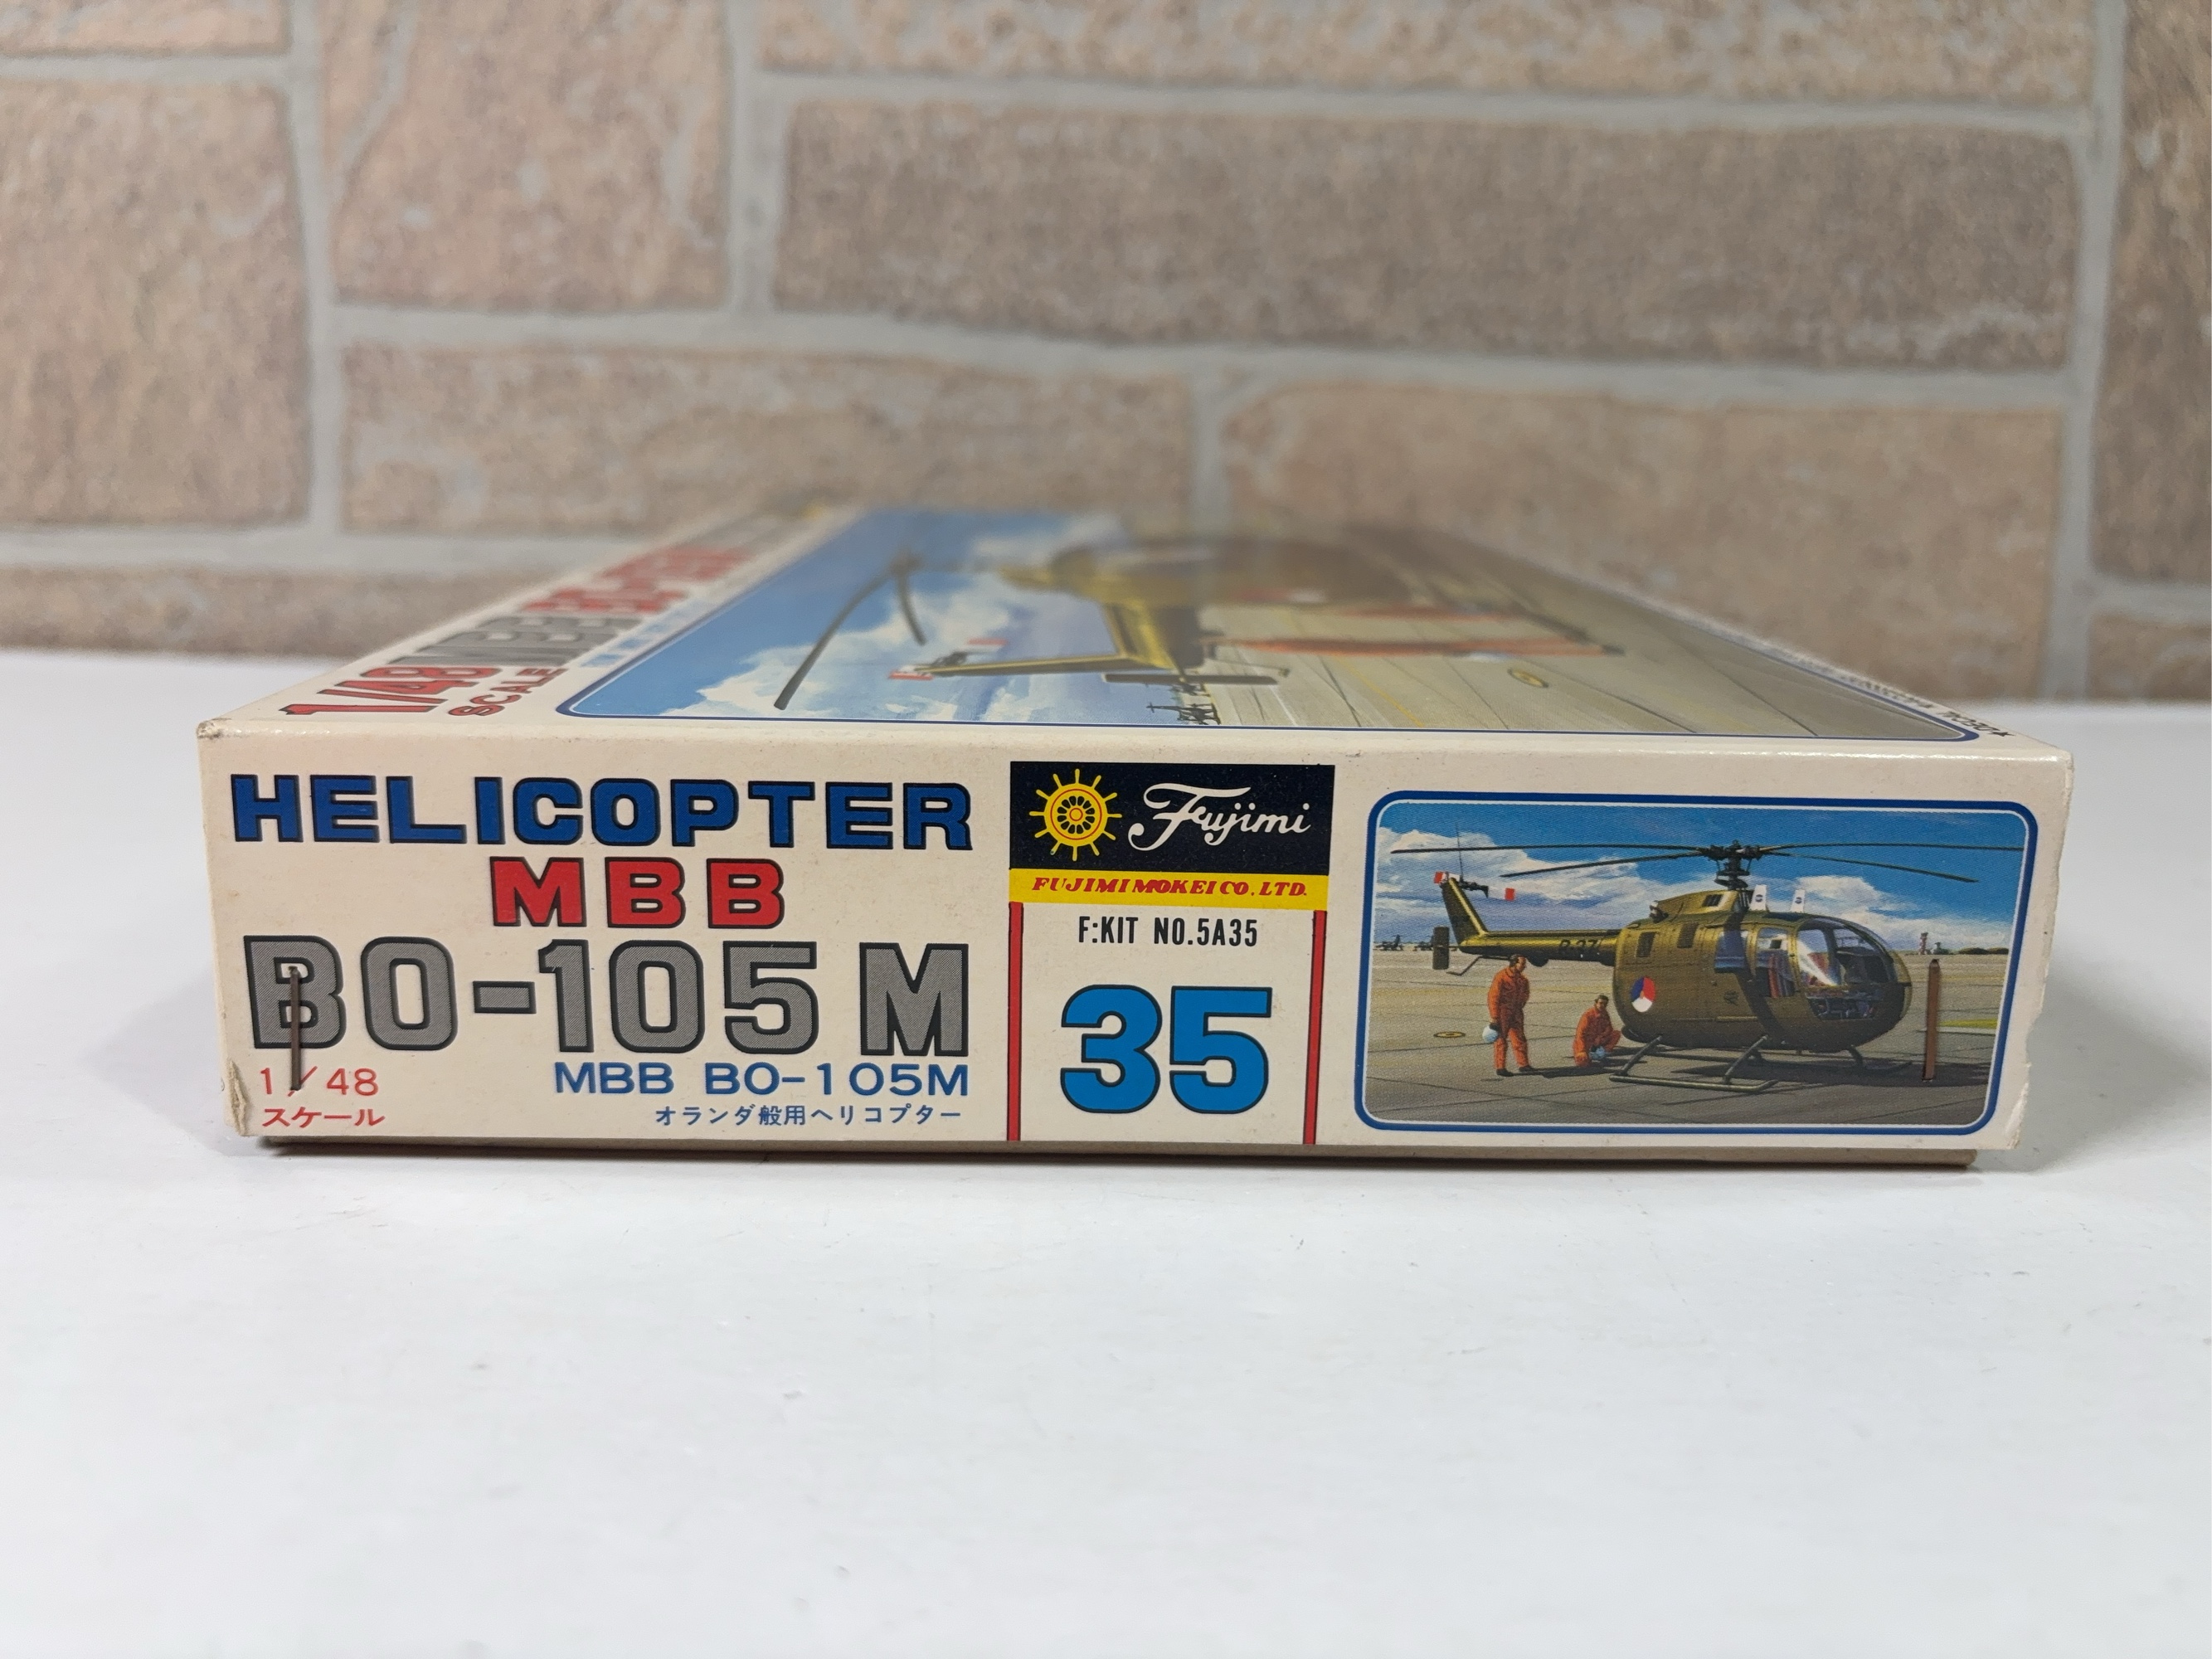 1/48
SCALE
HELICOPTER
MBB
BO-105 M
1/48
スケール
MBB BO-105M
オランダ般用ヘリコプター
Fujimi
FUJIMI MOKEI CO. LTD.
F:KIT NO.5A35
35